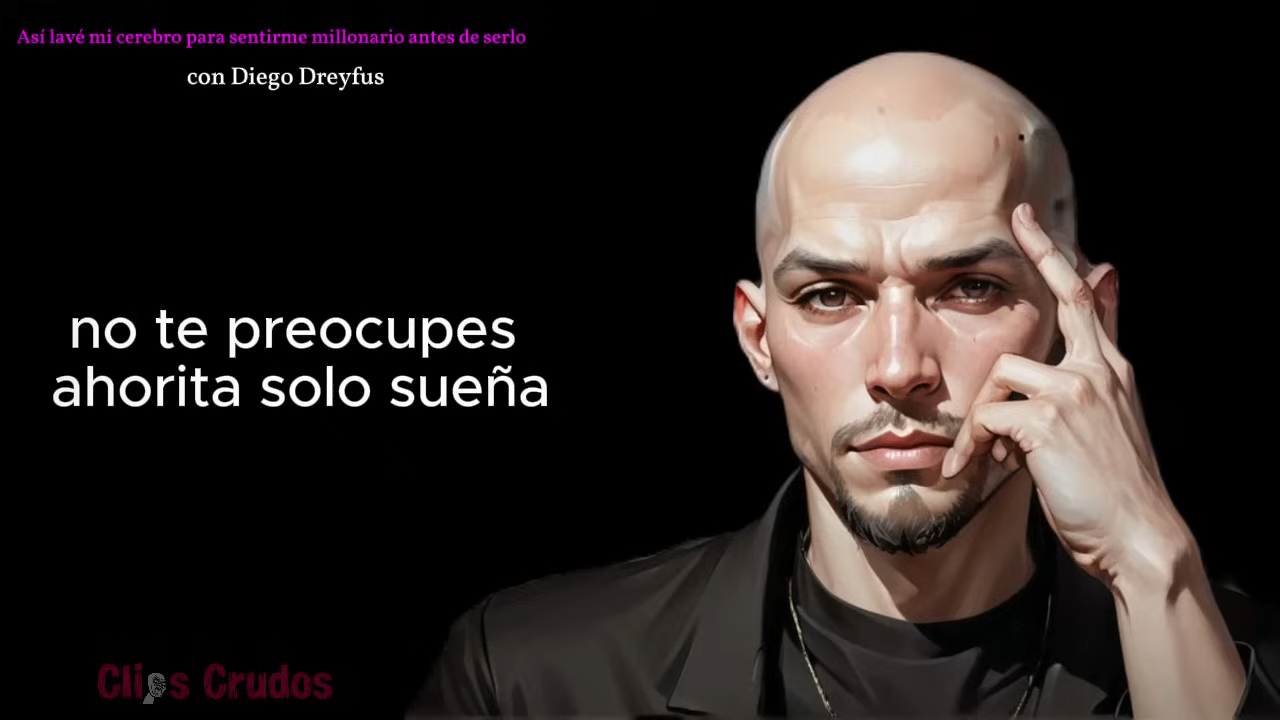 Así lavé mi cerebro para sentirme millonario antes de serlo
con Diego Dreyfus
no te preocupes
ahorita solo sueña
Clips Crudos